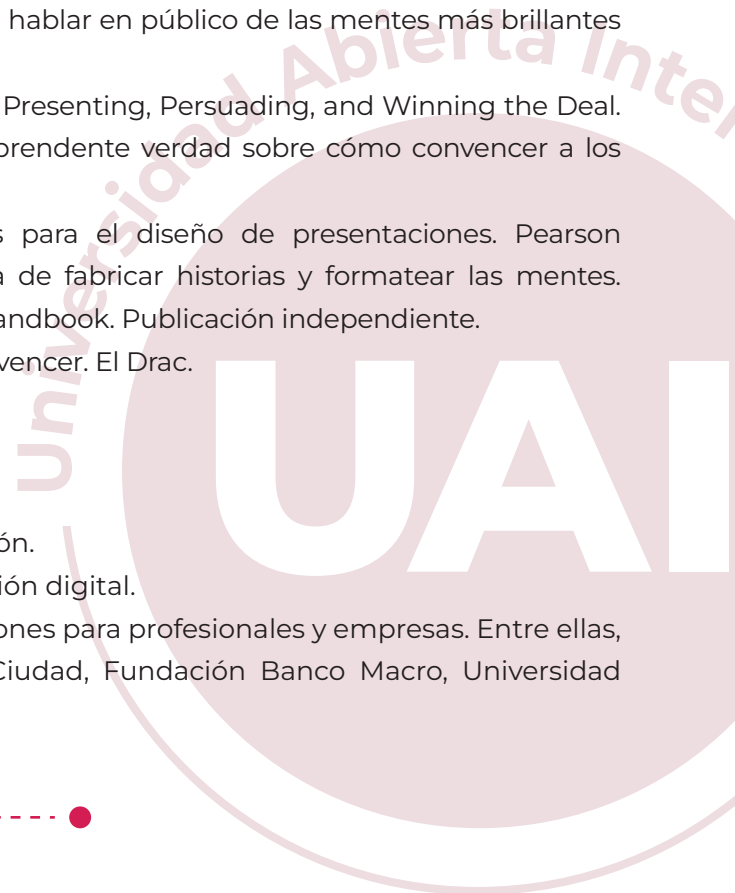 hablar en público de las mentes más brillantes
Presenting, Persuading, and Winning the Deal.
prendente verdad sobre cómo convencer a los
s para el diseño de presentaciones. Pearson
a de fabricar historias y formatear las mentes.
andbook. Publicación independiente.
vencer. El Drac.
ón.
ión digital.
ones para profesionales y empresas. Entre ellas,
Ciudad, Fundación Banco Macro, Universidad
Universidad Abierta Inter
UAI